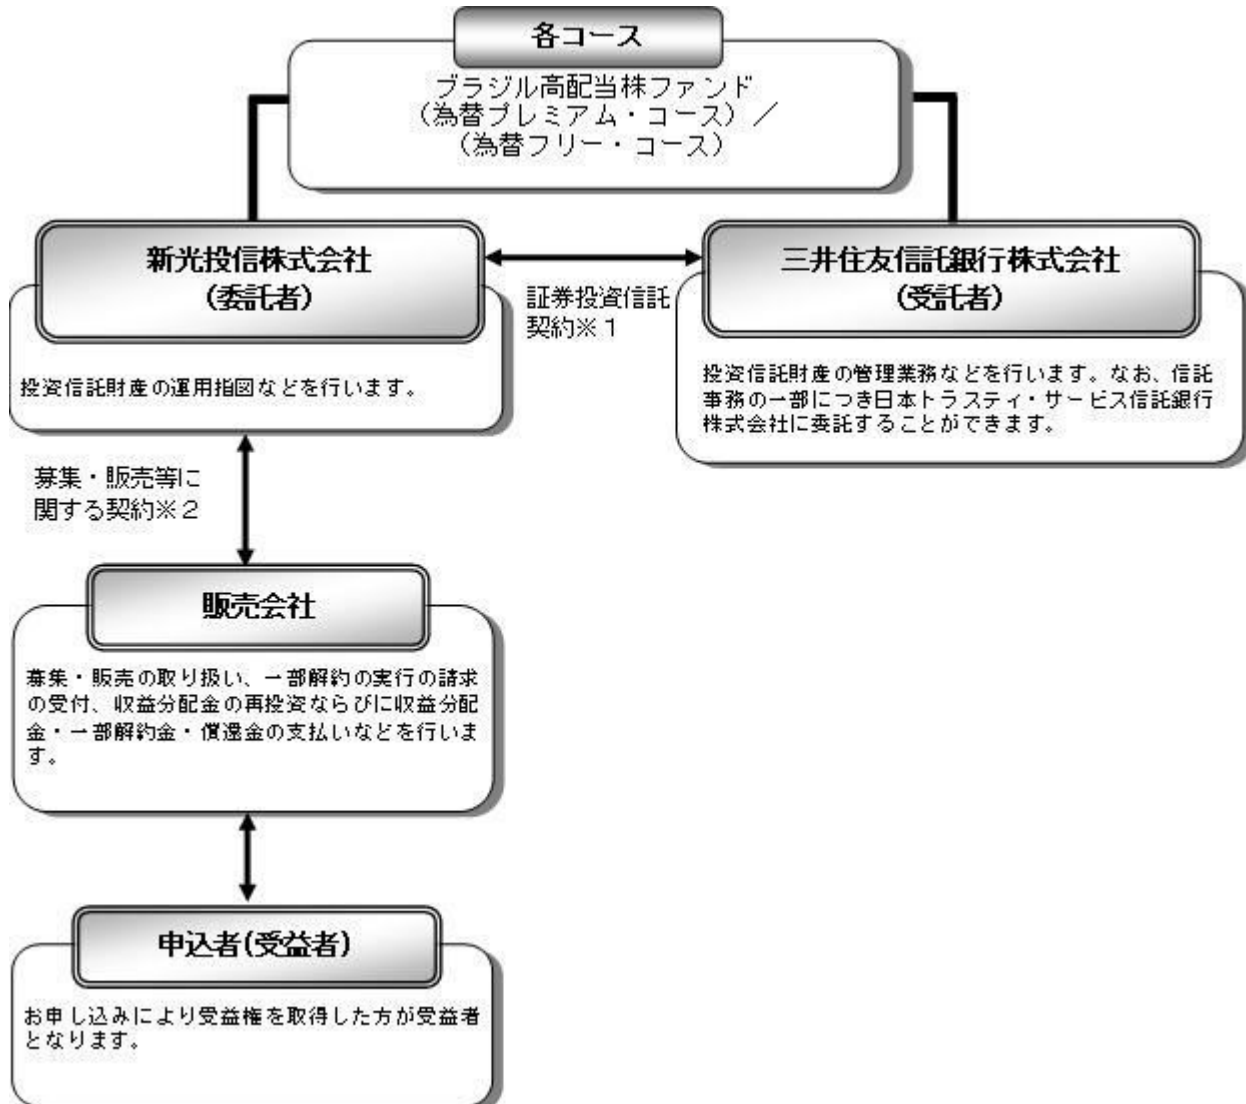 各コース
ブラジル高配当株ファンド
（為替プレミアム・コース）／
（為替フリー・コース）
新光投信株式会社
（委託者）
投資信託財産の運用指図などを行います。
証券投資信託
契約※１
三井住友信託銀行株式会社
（受託者）
投資信託財産の管理業務などを行います。なお、信託
事務の一部につき日本トラスティ・サービス信託銀行
株式会社に委託することができます。
募集・販売等に
関する契約※２
販売会社
募集・販売の取り扱い、一部解約の実行の請求
の受付、収益分配金の再投資ならびに収益分配
金・一部解約金・償還金の支払いなどを行いま
す。
申込者(受益者)
お申し込みにより受益権を取得した方が受益者
となります。